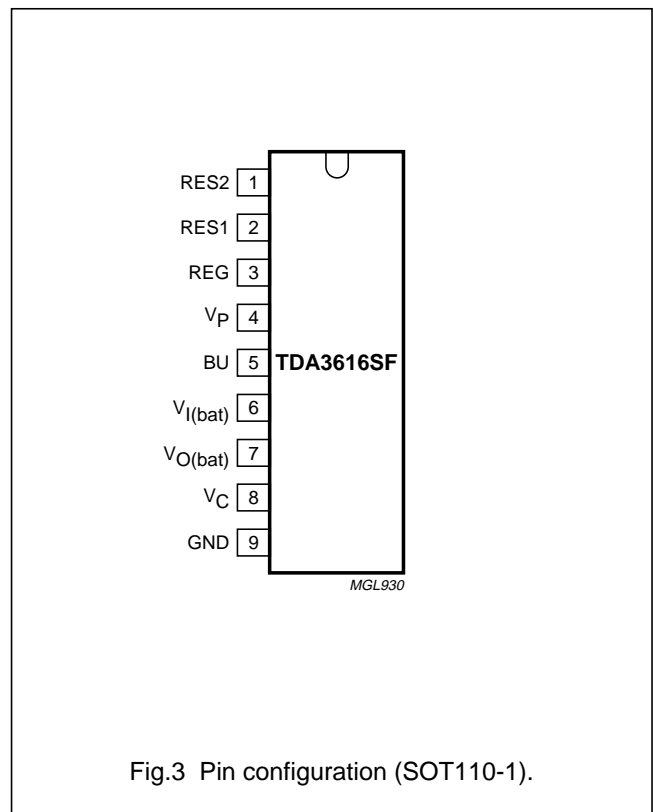 RES2 1
RES1 2
REG 3
VP 4
BU 5 TDA3616SF
VI(bat) 6
VO(bat) 7
VC 8
GND 9
MGL930
Fig.3 Pin configuration (SOT110-1).